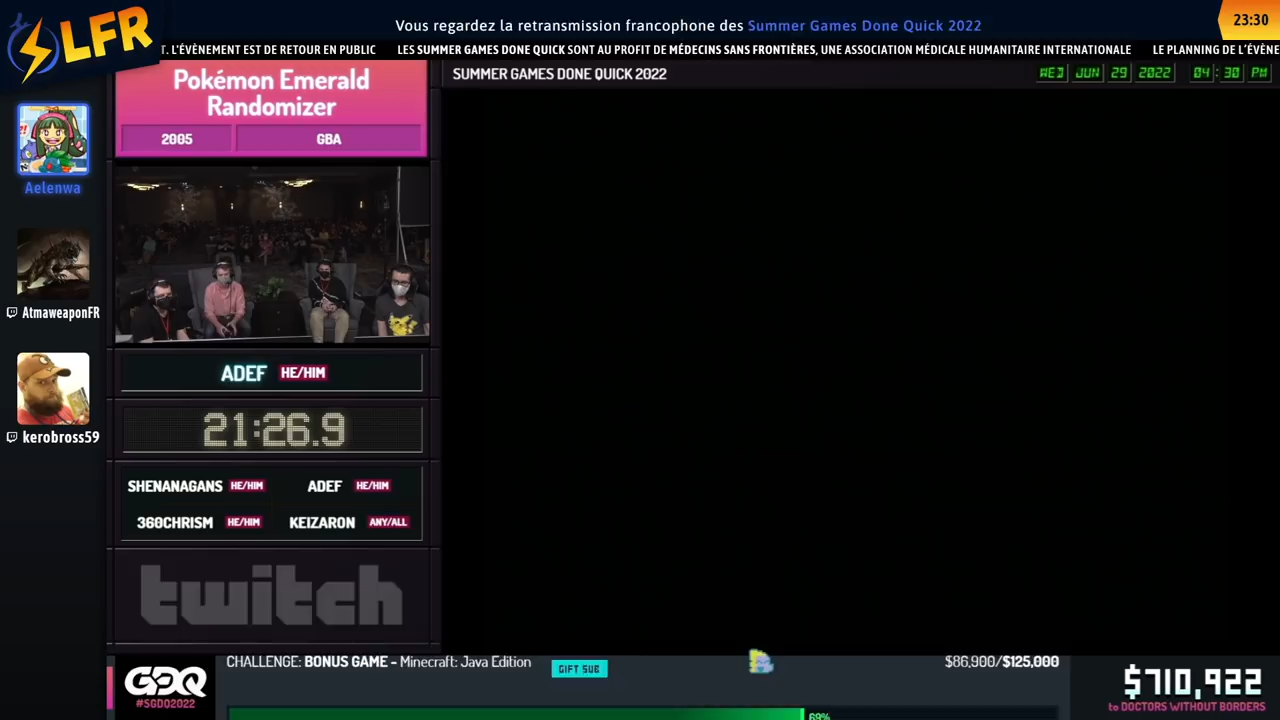 LFR
Vous regardez la retransmission francophone des Summer Games Done Quick 2022
23:30
T. L'ÉVÈNEMENT EST DE RETOUR EN PUBLIC LES SUMMER GAMES DONE QUICK SONT AU PROFIT DE MÉDECINS SANS FRONTIÈRES, UNE ASSOCIATION MÉDICALE HUMANITAIRE INTERNATIONALE LE PLANNING DE L'ÉVÈNE
Pokémon Emerald
Randomizer
2005 GBA
SUMMER GAMES DONE QUICK 2022
WED JUN 29 2022 04:30 PM
Aelenwa
AtmaweaponFR
kerobross59
ADEF HE/HIM
21:26.9
SHENANAGANS HE/HIM ADEF HE/HIM
360CHRISM HE/HIM KEIZARON ANY/ALL
twitch
CHALLENGE: BONUS GAME - Minecraft: Java Edition
GIFT SUB
$86,900/$125,000
69%
GDQ
#SGDQ2022
$710,922
to DOCTORS WITHOUT BORDERS